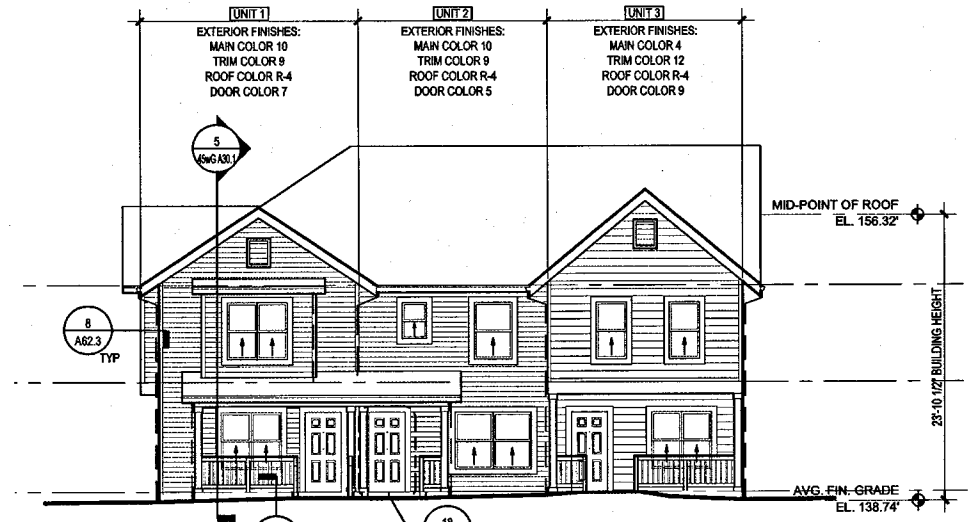 UNIT 1
EXTERIOR FINISHES:
MAIN COLOR 10
TRIM COLOR 9
ROOF COLOR R-4
DOOR COLOR 7
UNIT 2
EXTERIOR FINISHES:
MAIN COLOR 10
TRIM COLOR 9
ROOF COLOR R-4
DOOR COLOR 5
UNIT 3
EXTERIOR FINISHES:
MAIN COLOR 4
TRIM COLOR 12
ROOF COLOR R-4
DOOR COLOR 9
5
A30.1
MID-POINT OF ROOF
EL. 156.32'
8
A62.3
TYP
23'-10 1/2" BUILDING HEIGHT
AVG. FIN. GRADE
EL. 138.74'